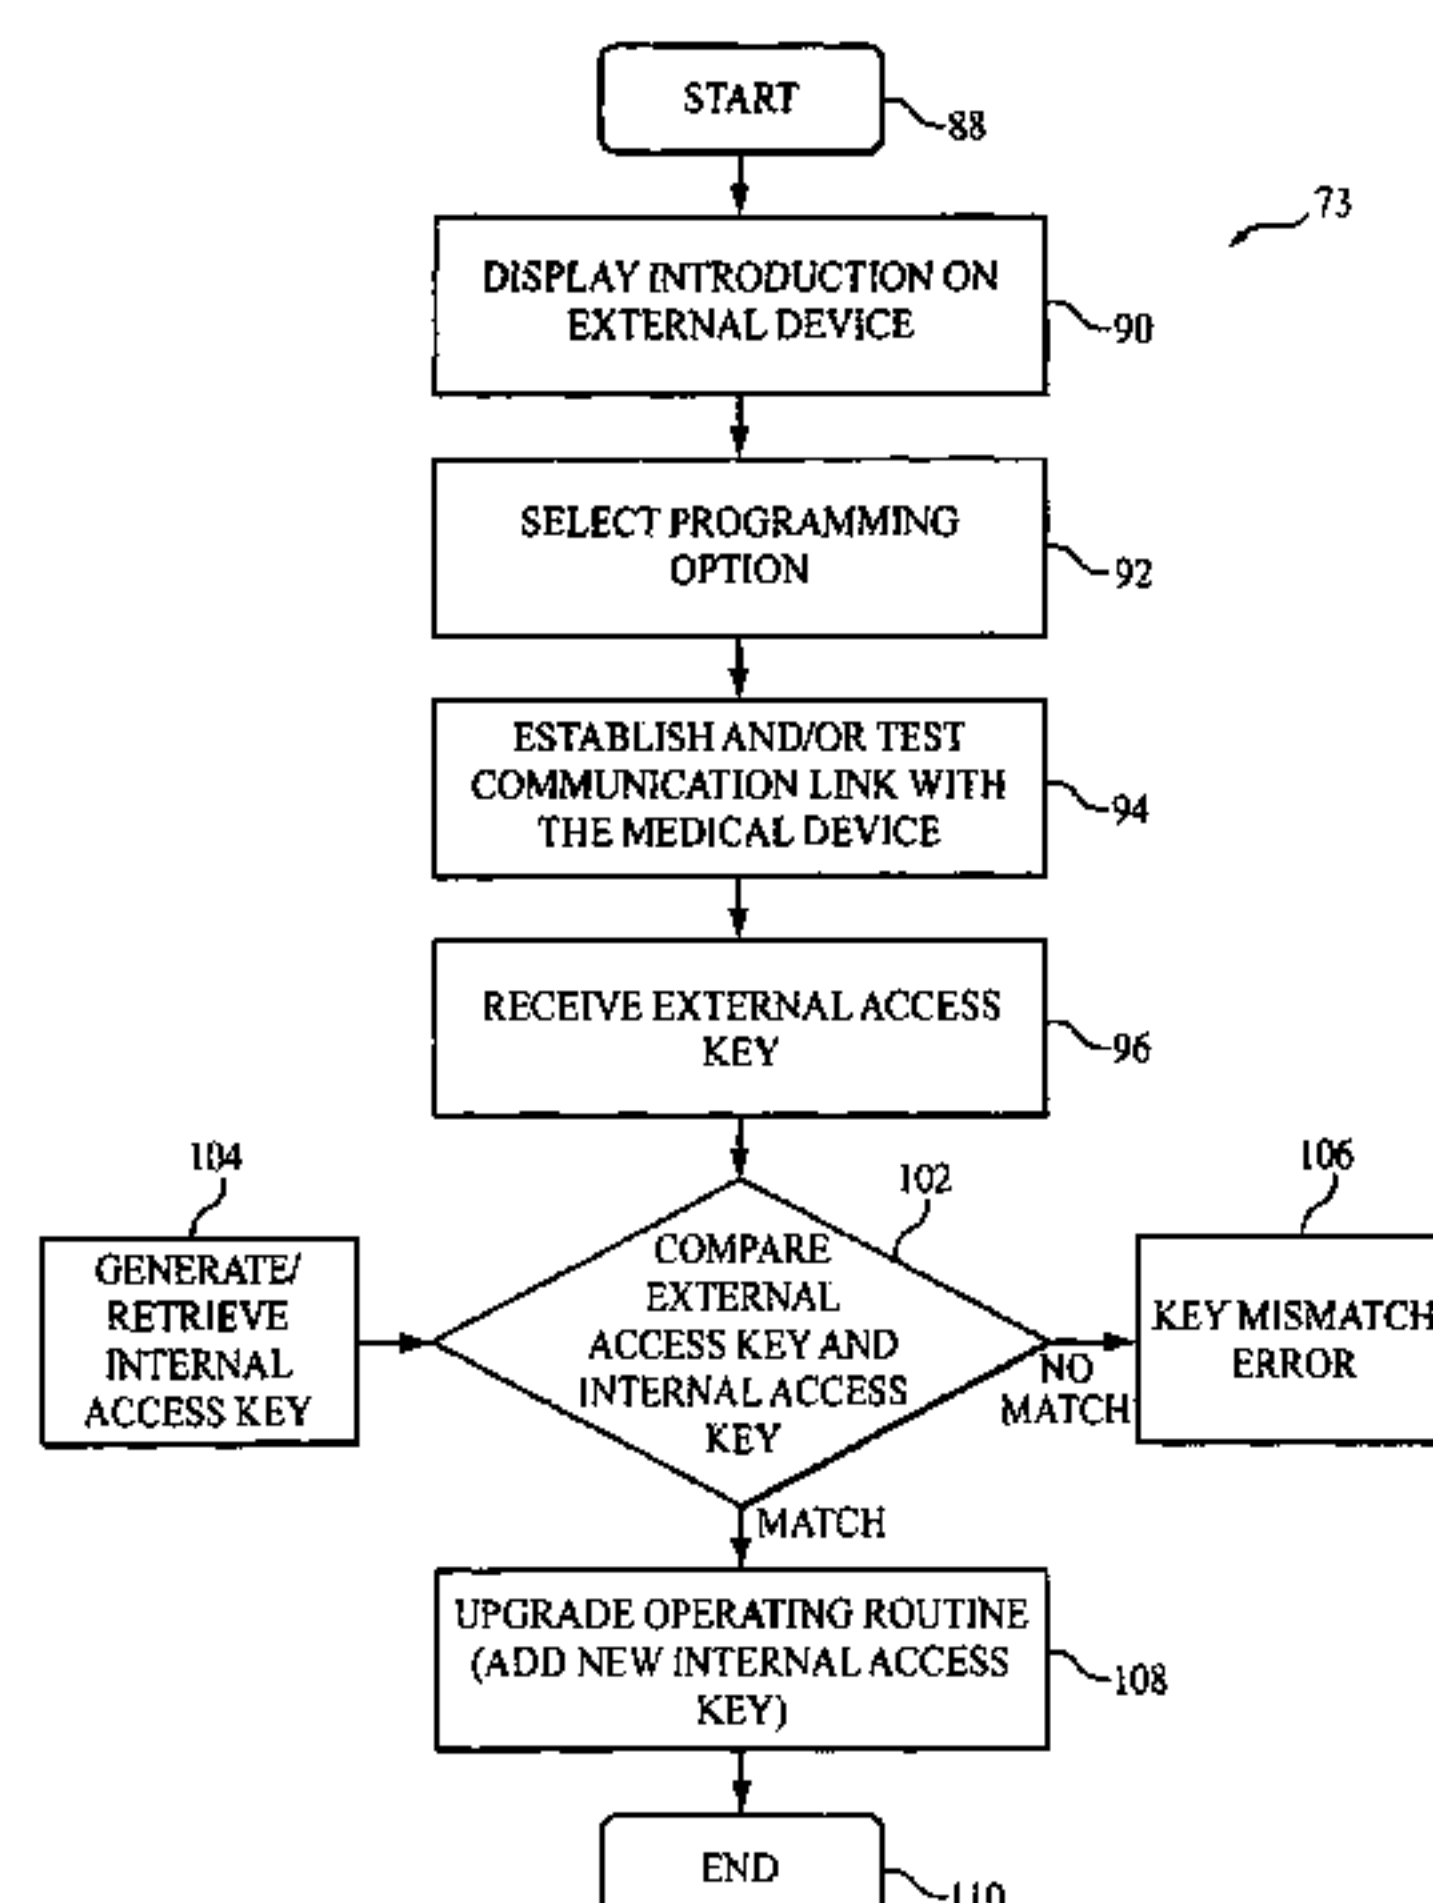 START
88
73
DISPLAY INTRODUCTION ON
EXTERNAL DEVICE
90
SELECT PROGRAMMING
OPTION
92
ESTABLISH AND/OR TEST
COMMUNICATION LINK WITH
THE MEDICAL DEVICE
94
RECEIVE EXTERNAL ACCESS
KEY
96
104
102
106
GENERATE/
RETRIEVE
INTERNAL
ACCESS KEY
COMPARE
EXTERNAL
ACCESS KEY AND
INTERNAL ACCESS
KEY
NO
MATCH
KEY MISMATCH
ERROR
MATCH
UPGRADE OPERATING ROUTINE
(ADD NEW INTERNAL ACCESS
KEY)
108
END
110